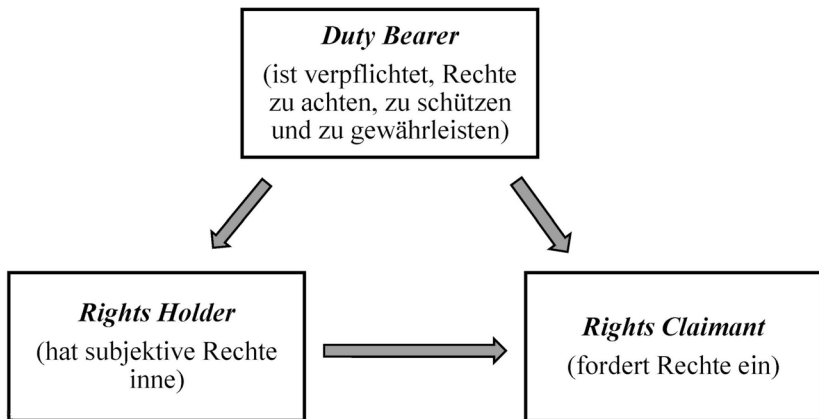 Duty Bearer
(ist verpflichtet, Rechte
zu achten, zu schützen
und zu gewährleisten)
Rights Holder
(hat subjektive Rechte
inne)
Rights Claimant
(fordert Rechte ein)